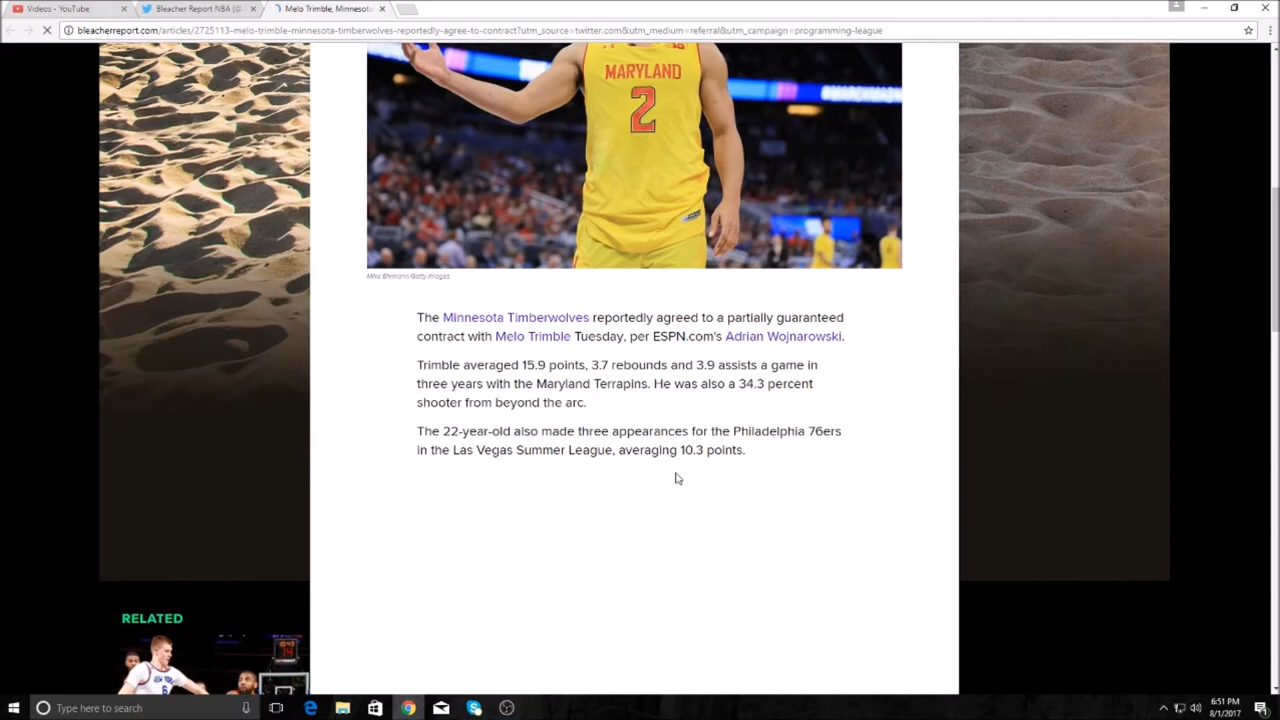 Videos - YouTube
Bleacher Report NBA (@
Melo Trimble, Minnesot
bleacherreport.com/articles/2725113-melo-trimble-minnesota-timberwolves-reportedly-agree-to-contract?utm_source=twitter.com&utm_medium=referral&utm_campaign=programming-league
MARYLAND
2
Mike Ehrmann/Getty Images
The Minnesota Timberwolves reportedly agreed to a partially guaranteed
contract with Melo Trimble Tuesday, per ESPN.com's Adrian Wojnarowski.
Trimble averaged 15.9 points, 3.7 rebounds and 3.9 assists a game in
three years with the Maryland Terrapins. He was also a 34.3 percent
shooter from beyond the arc.
The 22-year-old also made three appearances for the Philadelphia 76ers
in the Las Vegas Summer League, averaging 10.3 points.
RELATED
Type here to search
6:51 PM
8/1/2017